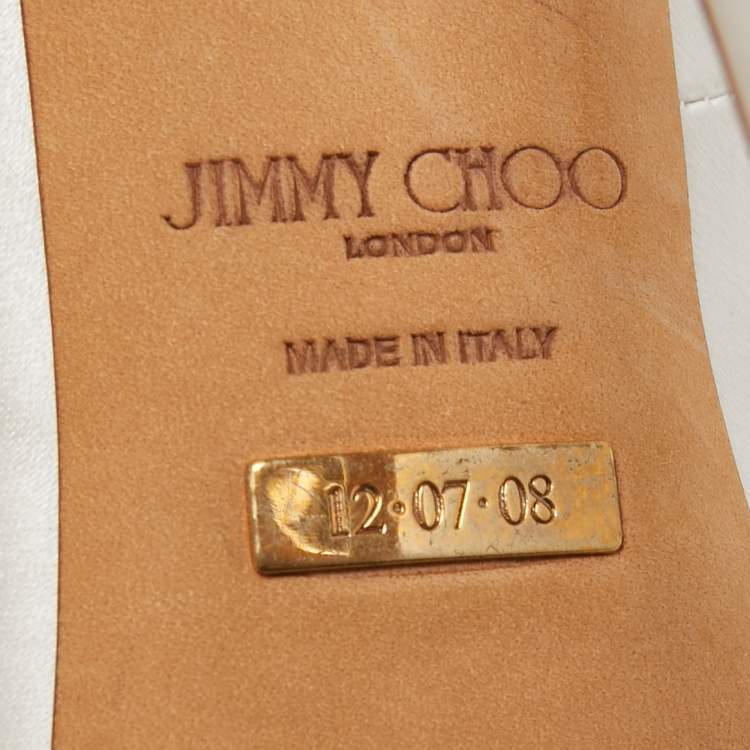 JIMMY CHOO
LONDON
MADE IN ITALY
12·07·08